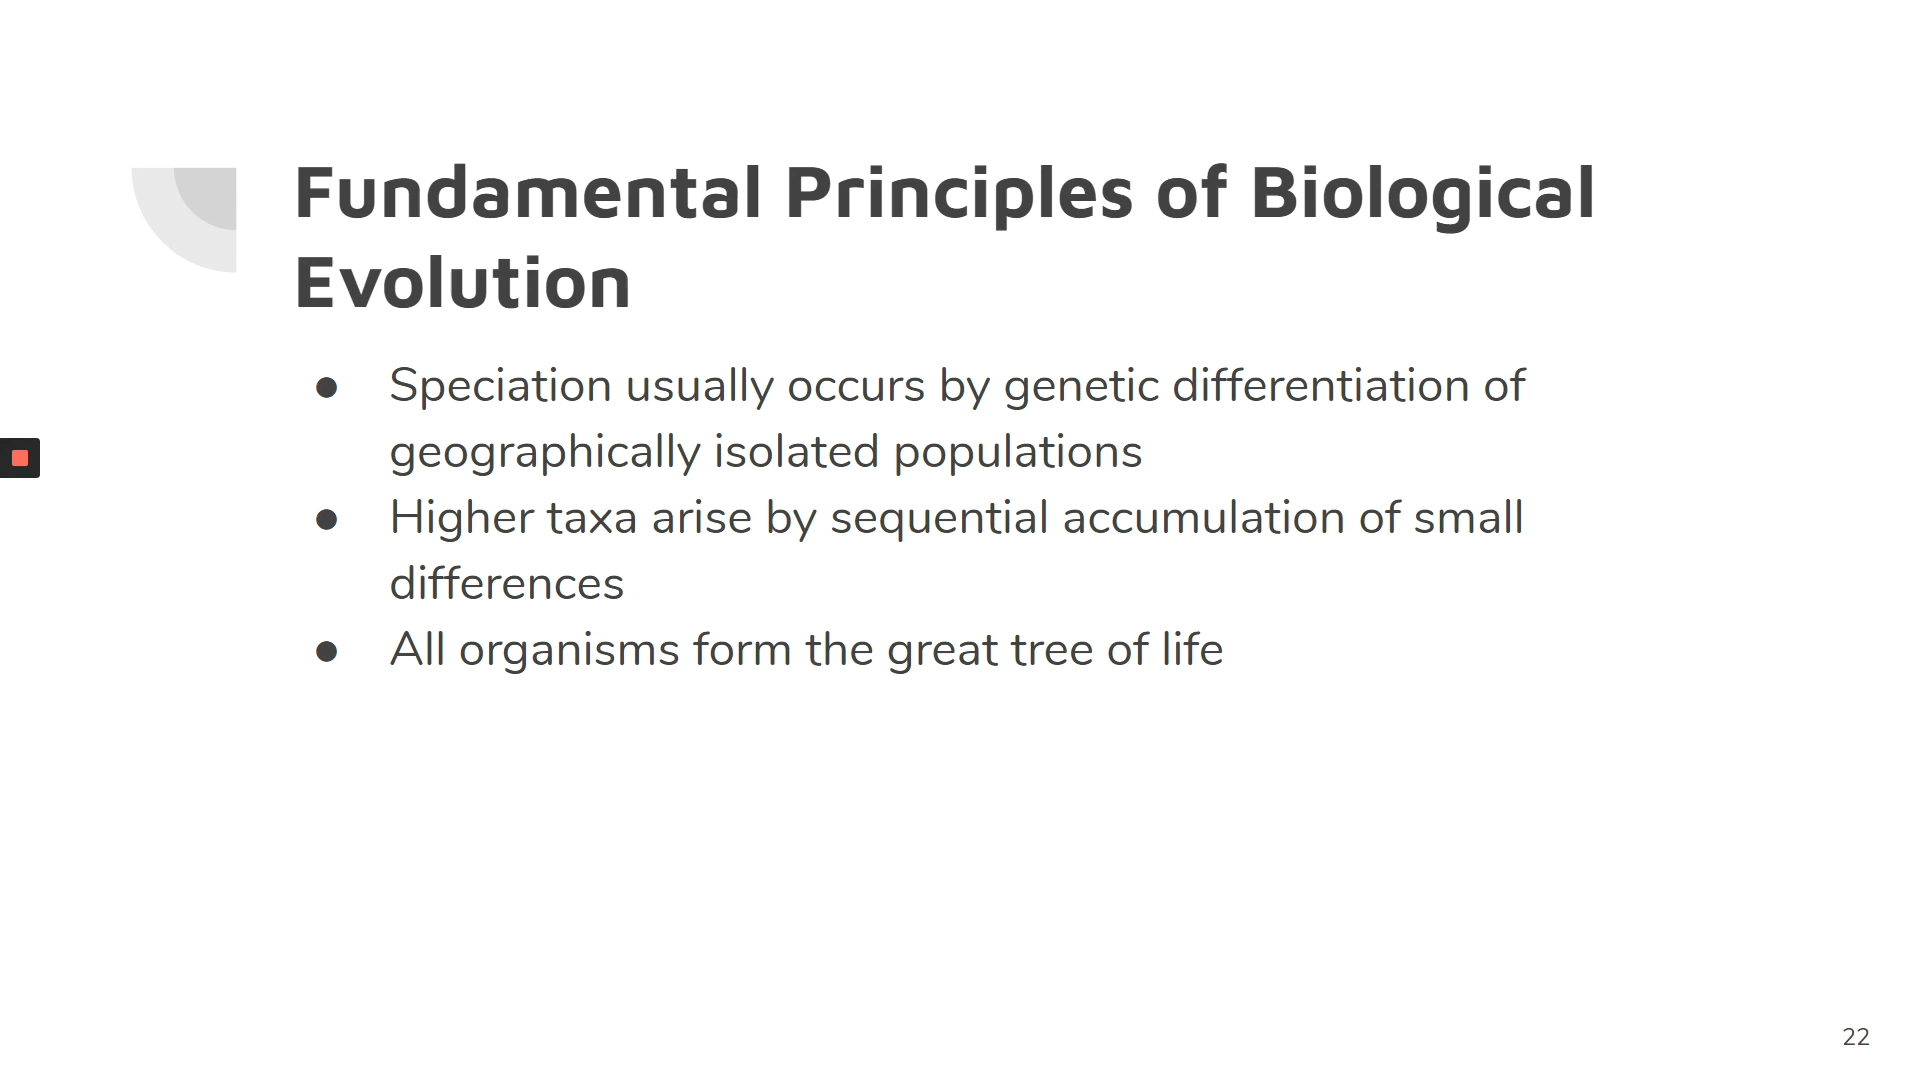 Fundamental Principles of Biological
Evolution
● Speciation usually occurs by genetic differentiation of
geographically isolated populations
● Higher taxa arise by sequential accumulation of small
differences
● All organisms form the great tree of life
22